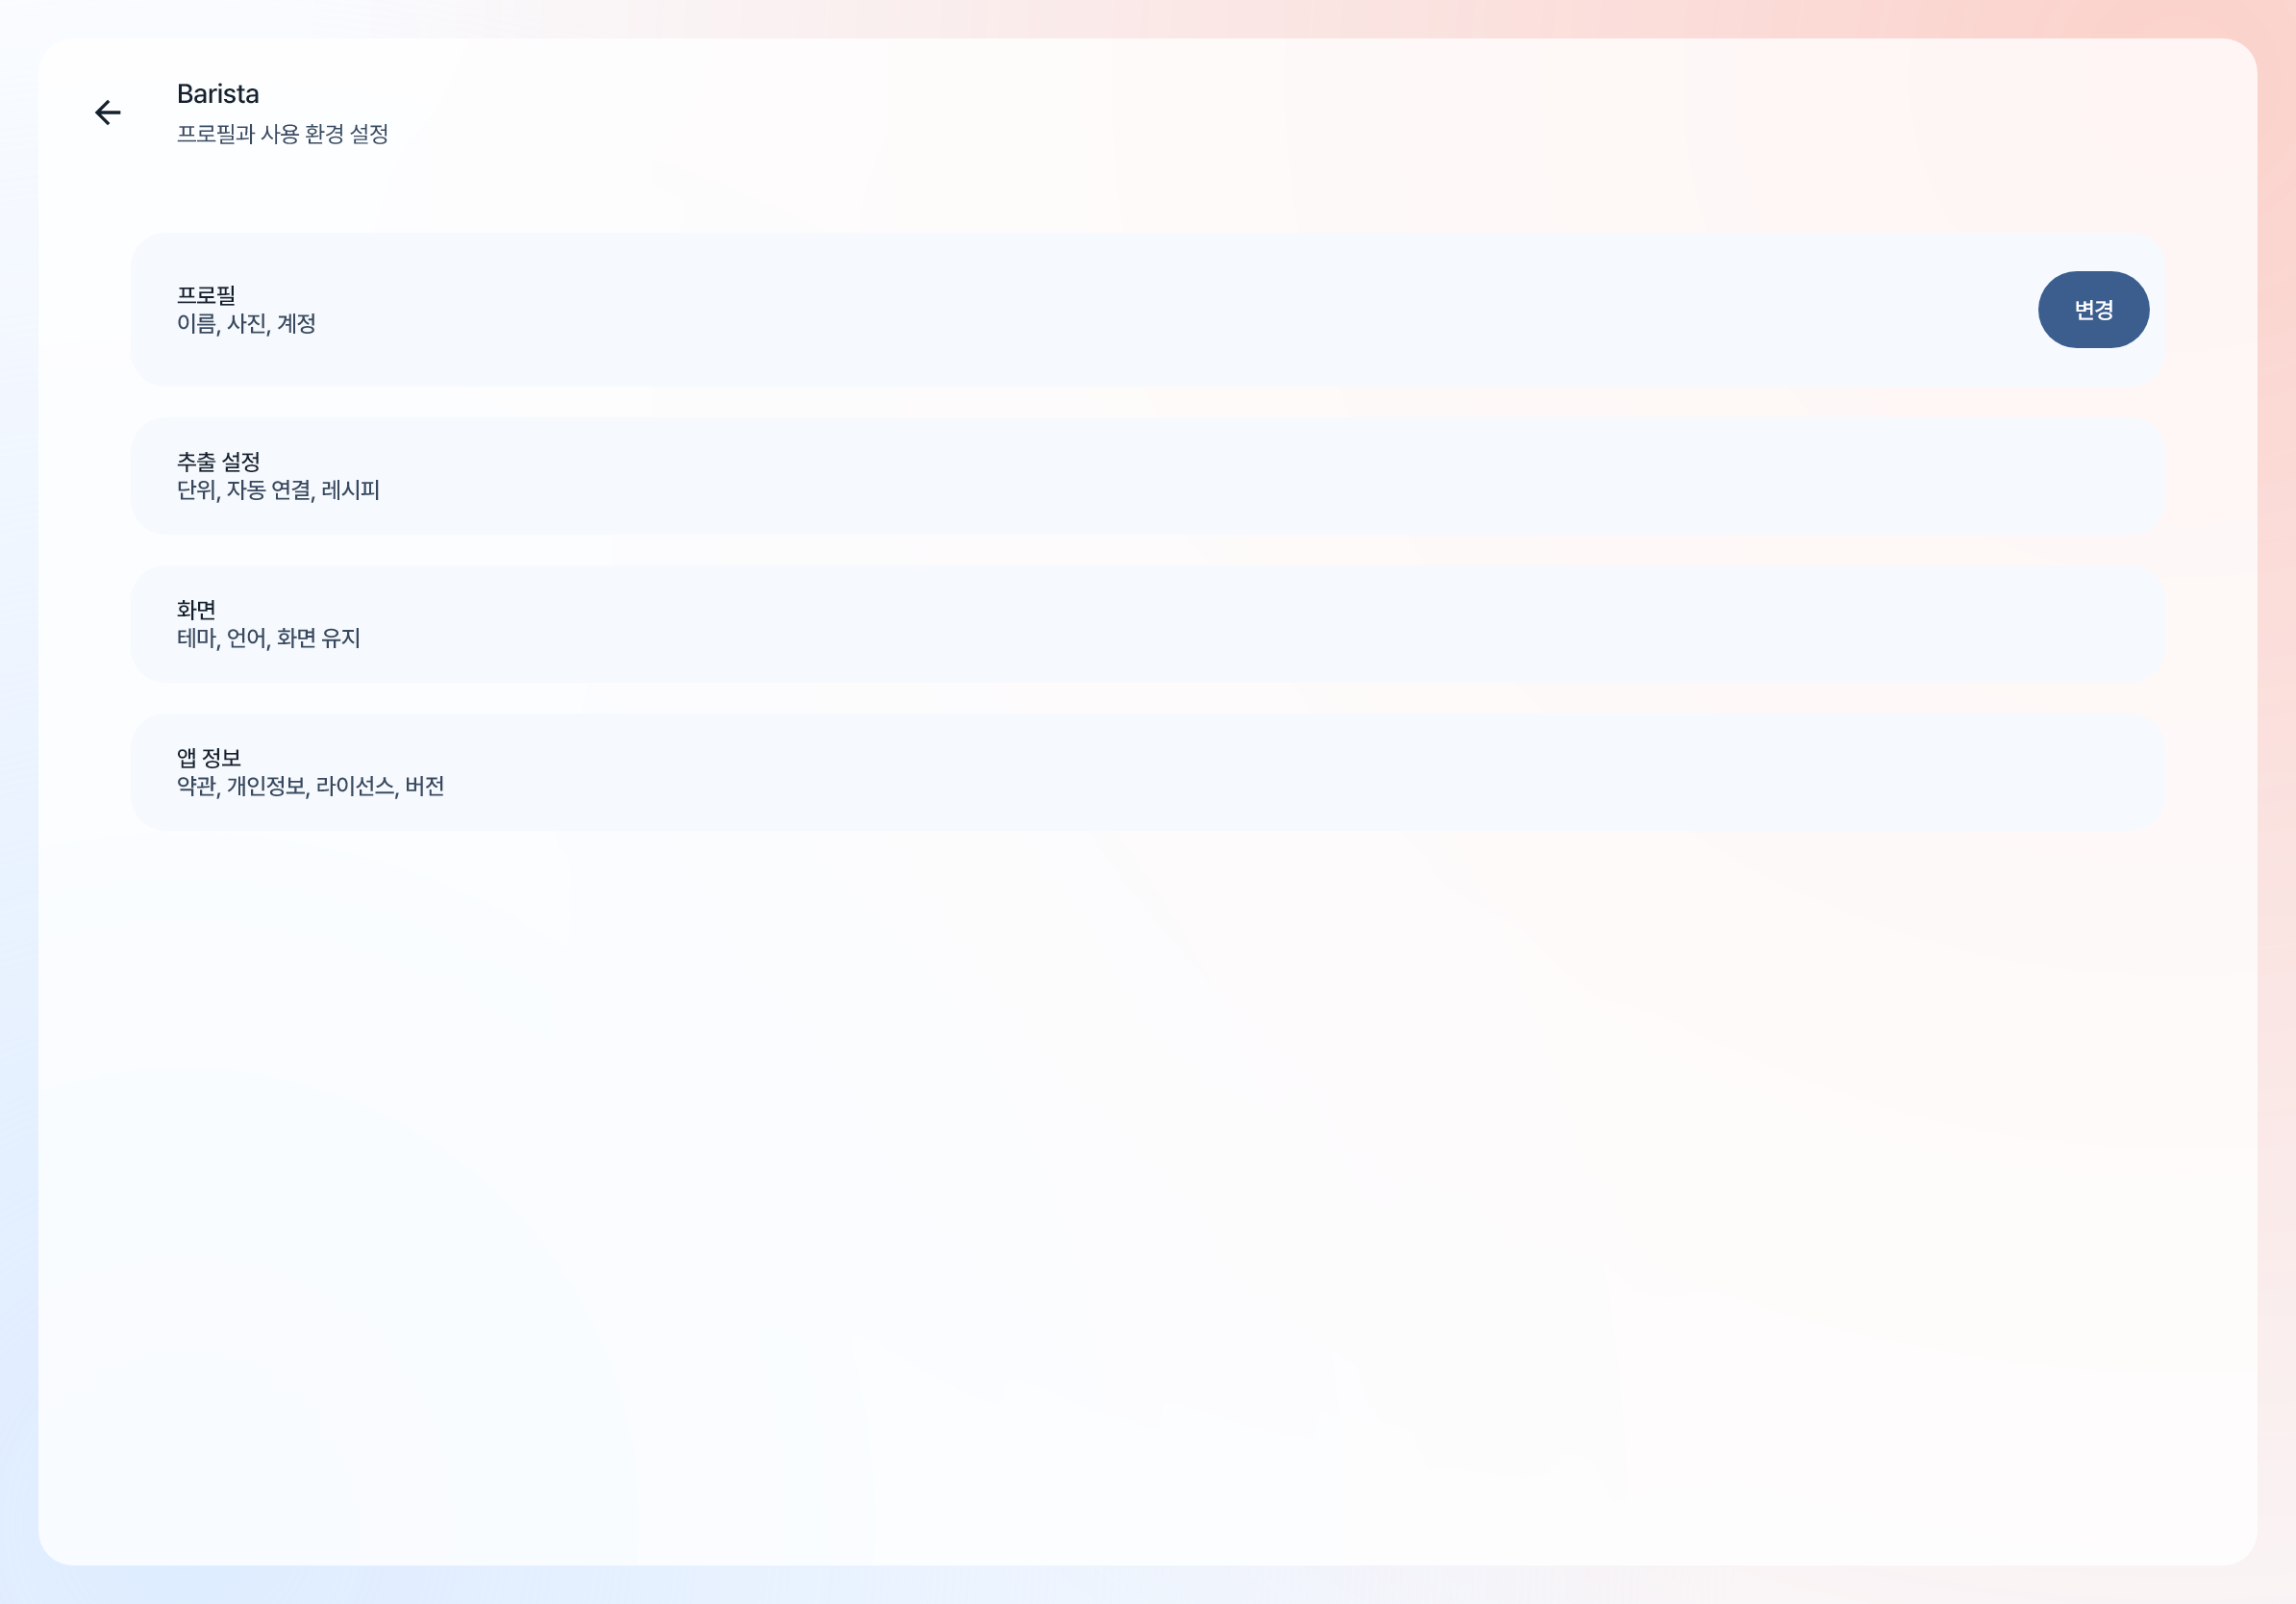 Barista
프로필과 사용 환경 설정
프로필
이름, 사진, 계정
변경
추출 설정
단위, 자동 연결, 레시피
화면
테마, 언어, 화면 유지
앱 정보
약관, 개인정보, 라이선스, 버전